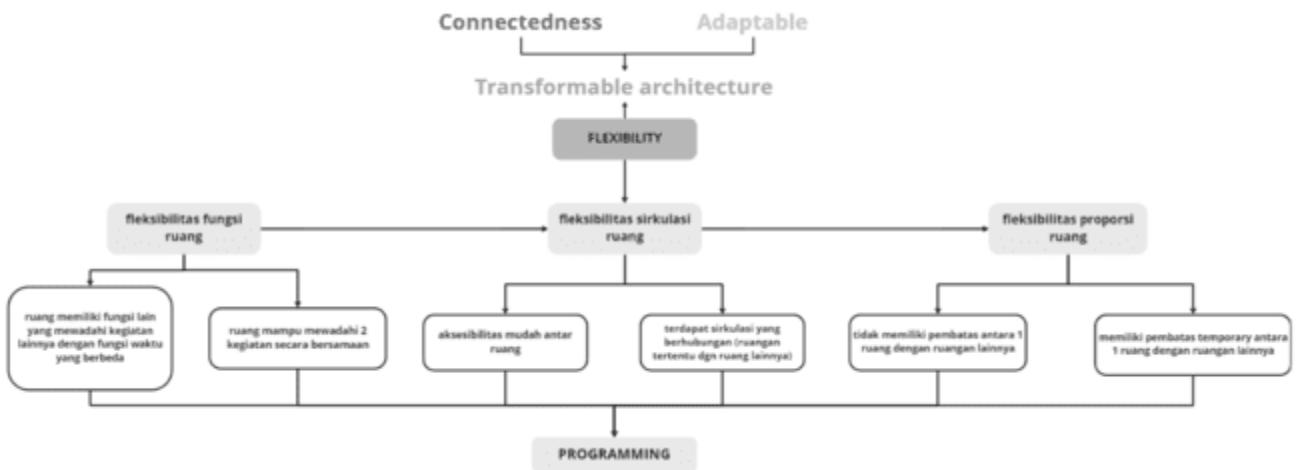 Connectedness
Adaptable
Transformable architecture
FLEXIBILITY
fleksibilitas fungsi
ruang
fleksibilitas sirkulasi
ruang
fleksibilitas proporsi
ruang
ruang memiliki fungsi lain
yang mewadahi kegiatan
lainnya dengan fungsi waktu
yang berbeda
ruang mampu mewadahi 2
kegiatan secara bersamaan
aksesibilitas mudah antar
ruang
terdapat sirkulasi yang
berhubungan (ruangan
tertentu dgn ruang lainnya)
tidak memiliki pembatas antara 1
ruang dengan ruangan lainnya
memiliki pembatas temporary antara
1 ruang dengan ruangan lainnya
PROGRAMMING